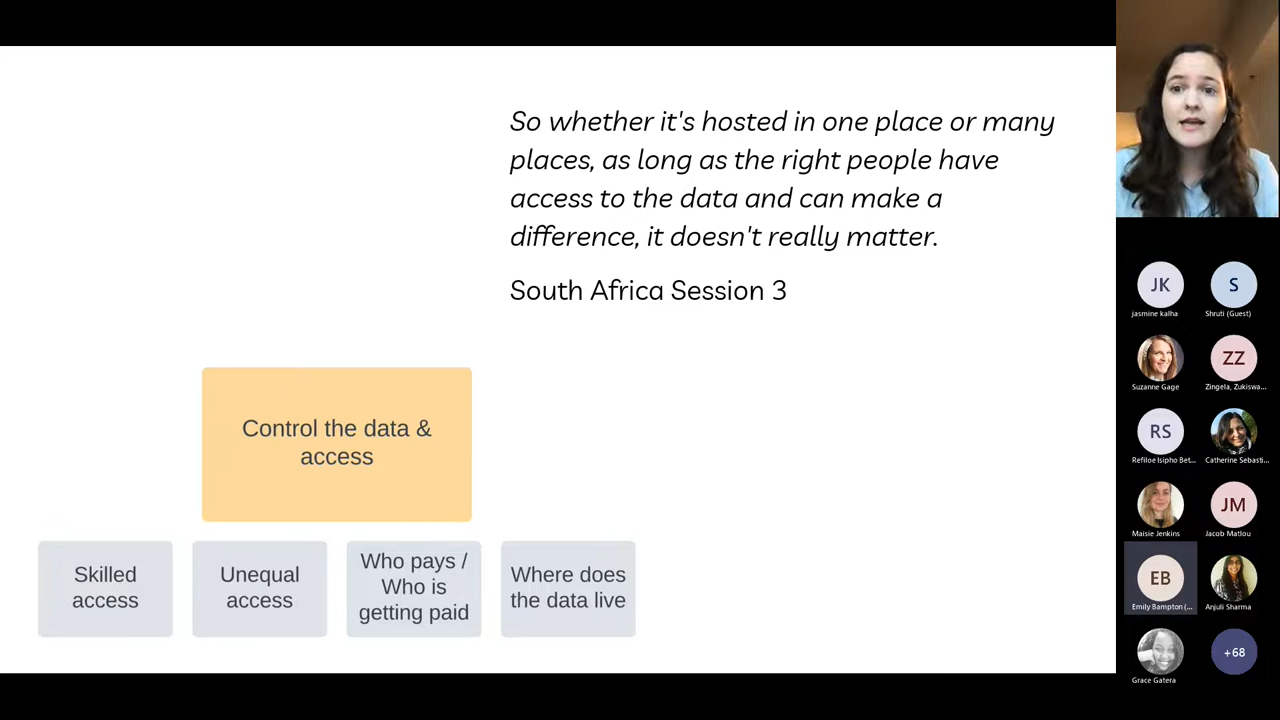 So whether it's hosted in one place or many
places, as long as the right people have
access to the data and can make a
difference, it doesn't really matter.
South Africa Session 3
Control the data &
access
Skilled
access
Unequal
access
Who pays /
Who is
getting paid
Where does
the data live
JK
jasmine kalha
S
Shruti (Guest)
Suzanne Gage
ZZ
Zingela, Zukiswa...
RS
Refiloe Isipho Bet...
Catherine Sebasti...
Maisie Jenkins
JM
Jacob Matlou
EB
Emily Bampton (...
Anjuli Sharma
Grace Gatera
+68